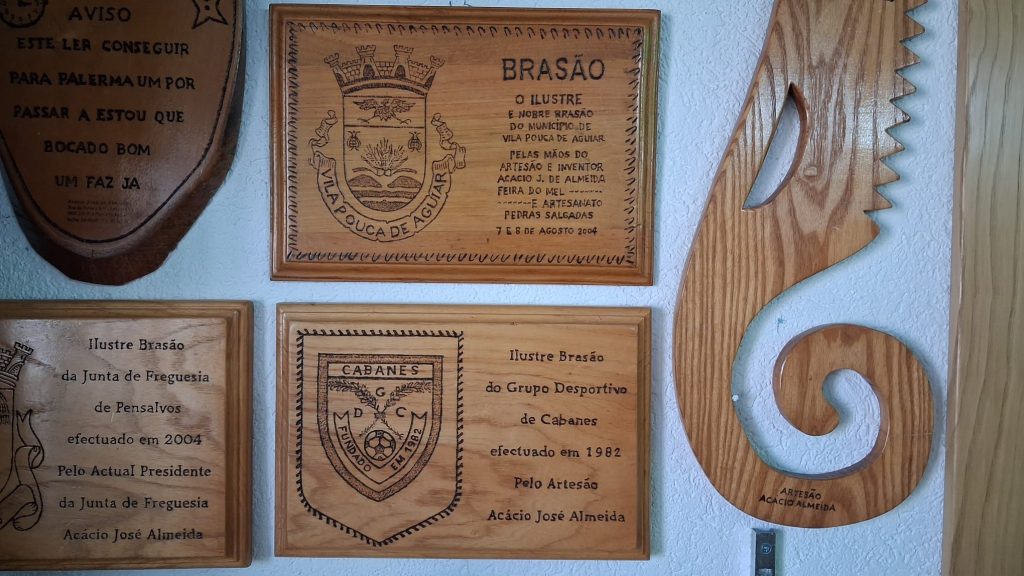 AVISO
ESTE LER CONSEGUIR
PARA PALERMA UM POR
PASSAR A ESTOU QUE
BOCADO BOM
UM FAZ JA
VILA POUCA DE AGUIAR
BRASÃO
O ILUSTRE
E NOBRE BRASÃO
DO MUNICÍPIO DE
VILA POUCA DE AGUIAR
PELAS MÃOS DO
ARTESÃO E INVENTOR
ACACIO J. DE ALMEIDA
FEIRA DO MEL --------
-------E ARTESANATO
PEDRAS SALGADAS
7 E 8 DE AGOSTO 2004
Ilustre Brasão
da Junta de Freguesia
de Pensalvos
efectuado em 2004
Pelo Actual Presidente
da Junta de Freguesia
Acácio José Almeida
CABANES
G
D C
FUNDADO EM 1982
Ilustre Brasão
do Grupo Desportivo
de Cabanes
efectuado em 1982
Pelo Artesão
Acácio José Almeida
ARTESÃO
ACÁCIO ALMEIDA